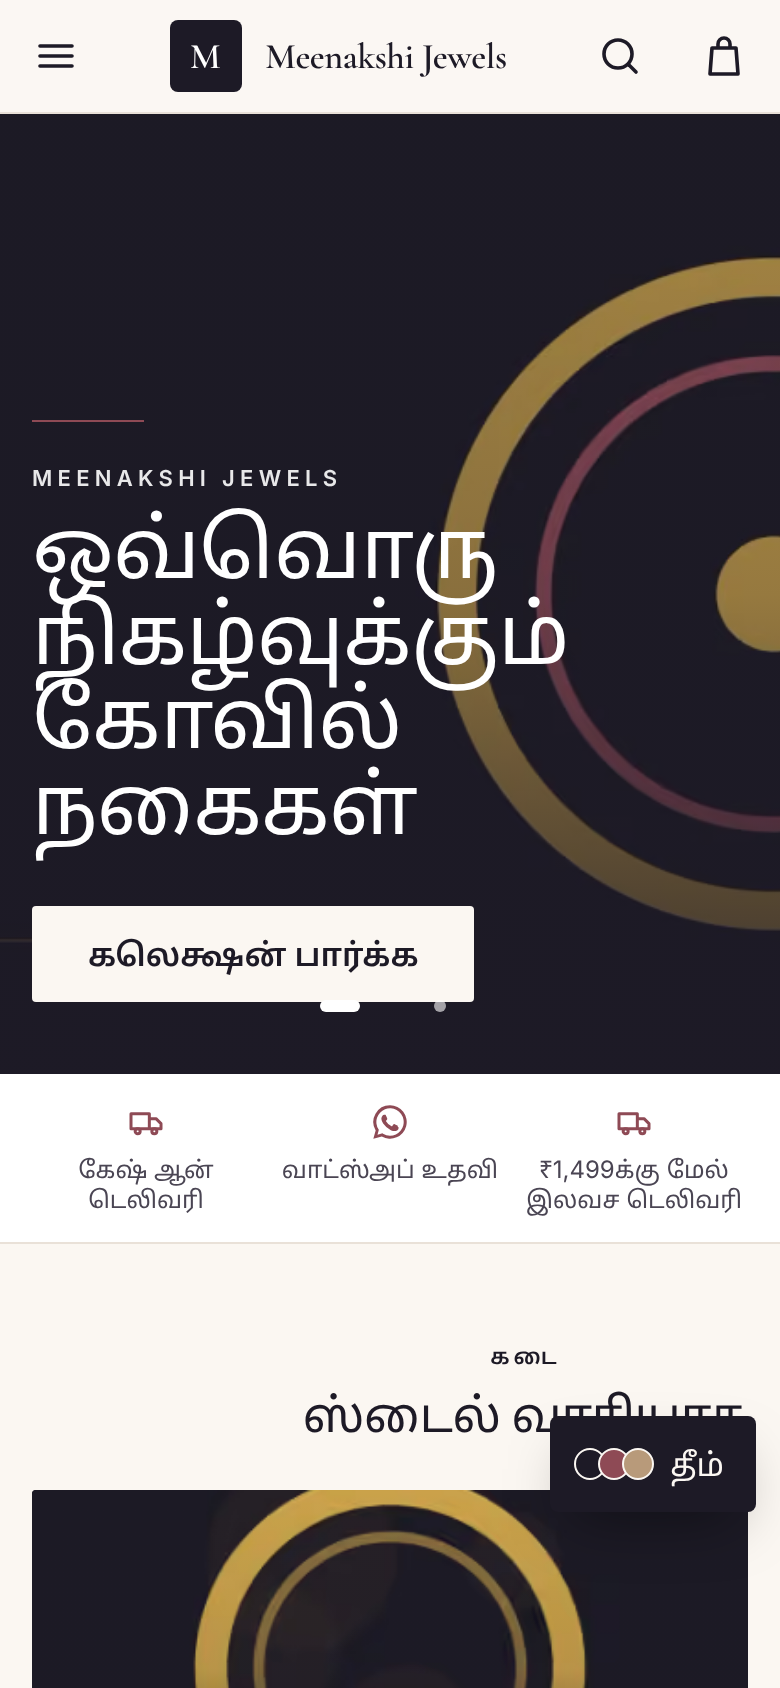 M Meenakshi Jewels
MEENAKSHI JEWELS
ஒவ்வொரு
நிகழ்வுக்கும்
கோவில்
நகைகள்
கலெக்ஷன் பார்க்க
கேஷ் ஆன்
டெலிவரி
வாட்ஸ்அப் உதவி
₹1,499க்கு மேல்
இலவச டெலிவரி
கடை
ஸ்டைல்
தீம்